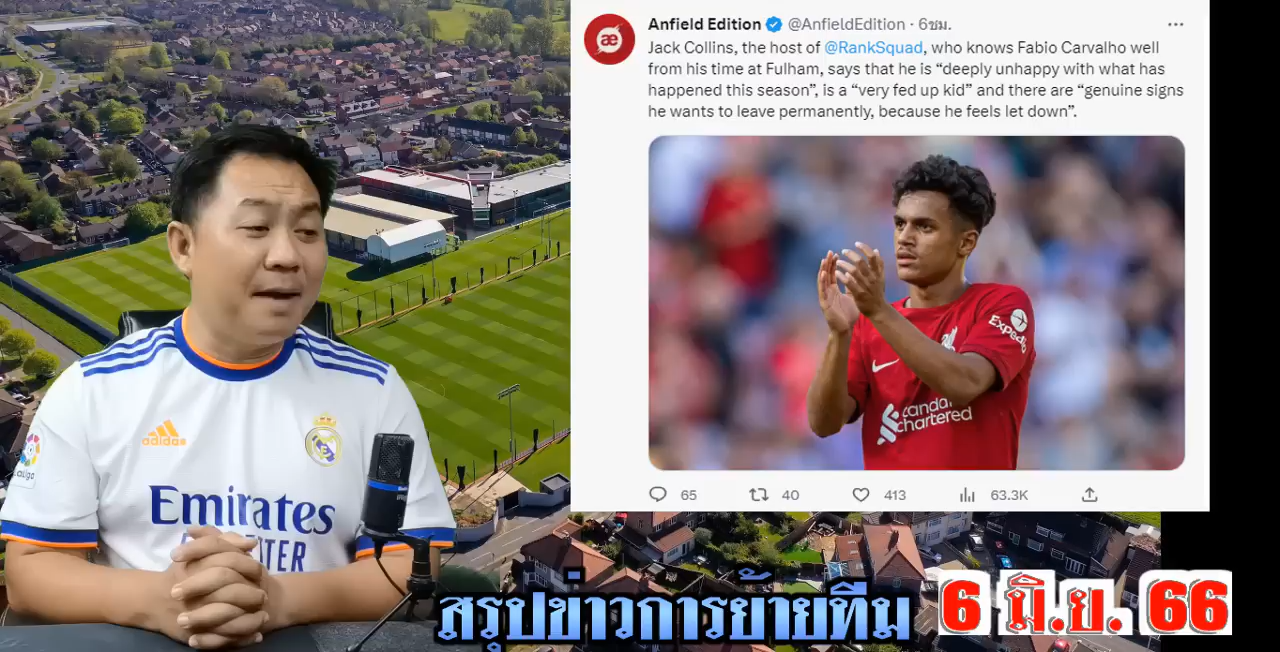 Anfield Edition @AnfieldEdition · 6ชม.
Jack Collins, the host of @RankSquad, who knows Fabio Carvalho well
from his time at Fulham, says that he is “deeply unhappy with what has
happened this season”, is a “very fed up kid” and there are “genuine signs
he wants to leave permanently, because he feels let down”.
æ
Expedia
standard
chartered
65 40 413 63.3K
adidas
LaLiga
Emirates
สรุปข่าวการย้ายทีม 6 มิ.ย. 66